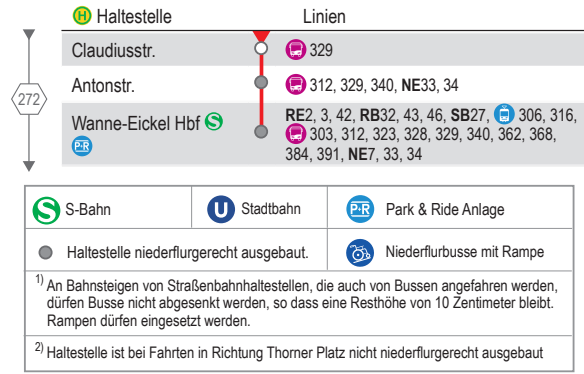 H Haltestelle Linien
Claudiusstr. 329
Antonstr. 312, 329, 340, NE33, 34
272
Wanne-Eickel Hbf S
P+R
RE2, 3, 42, RB32, 43, 46, SB27, 306, 316,
303, 312, 323, 328, 329, 340, 362, 368,
384, 391, NE7, 33, 34
S S-Bahn U Stadtbahn P+R Park & Ride Anlage
Haltestelle niederflurgerecht ausgebaut. Niederflurbusse mit Rampe
1) An Bahnsteigen von Straßenbahnhaltestellen, die auch von Bussen angefahren werden,
dürfen Busse nicht abgesenkt werden, so dass eine Resthöhe von 10 Zentimeter bleibt.
Rampen dürfen eingesetzt werden.
2) Haltestelle ist bei Fahrten in Richtung Thorner Platz nicht niederflurgerecht ausgebaut